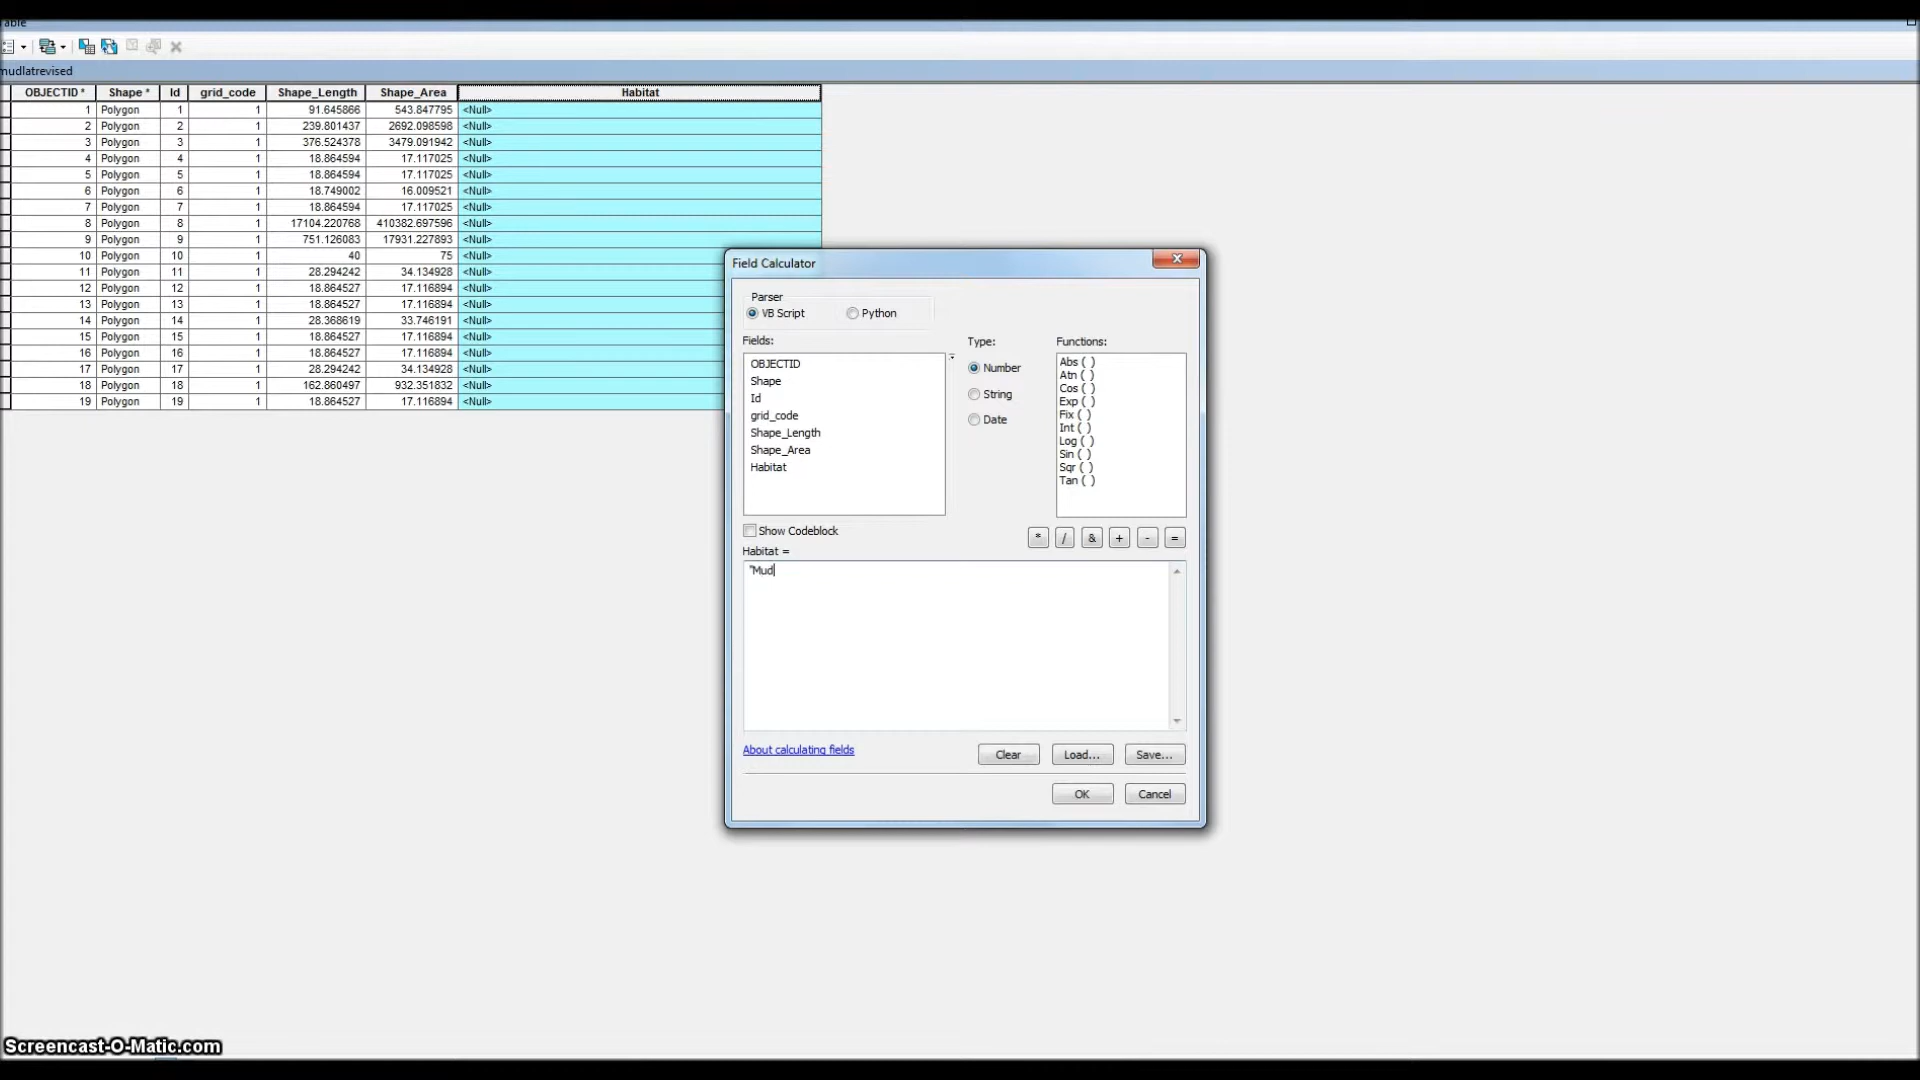 Table
mudlatrevised
OBJECTID * Shape * Id grid_code Shape_Length Shape_Area Habitat
1 Polygon 1 1 91.645866 543.847795 <Null>
2 Polygon 2 1 239.801437 2692.098598 <Null>
3 Polygon 3 1 376.524378 3479.091942 <Null>
4 Polygon 4 1 18.864594 17.117025 <Null>
5 Polygon 5 1 18.864594 17.117025 <Null>
6 Polygon 6 1 18.749002 16.009521 <Null>
7 Polygon 7 1 18.864594 17.117025 <Null>
8 Polygon 8 1 17104.220768 410382.697596 <Null>
9 Polygon 9 1 751.126083 17931.227893 <Null>
10 Polygon 10 1 40 75 <Null>
11 Polygon 11 1 28.294242 34.134928 <Null>
12 Polygon 12 1 18.864527 17.116894 <Null>
13 Polygon 13 1 18.864527 17.116894 <Null>
14 Polygon 14 1 28.368619 33.746191 <Null>
15 Polygon 15 1 18.864527 17.116894 <Null>
16 Polygon 16 1 18.864527 17.116894 <Null>
17 Polygon 17 1 28.294242 34.134928 <Null>
18 Polygon 18 1 162.860497 932.351832 <Null>
19 Polygon 19 1 18.864527 17.116894 <Null>
Field Calculator
Parser
VB Script Python
Fields:
OBJECTID
Shape
Id
grid_code
Shape_Length
Shape_Area
Habitat
Type:
Number
String
Date
Functions:
Abs ( )
Atn ( )
Cos ( )
Exp ( )
Fix ( )
Int ( )
Log ( )
Sin ( )
Sqr ( )
Tan ( )
Show Codeblock
* / & + - =
Habitat =
"Mud
About calculating fields
Clear Load... Save...
OK Cancel
Screencast-O-Matic.com